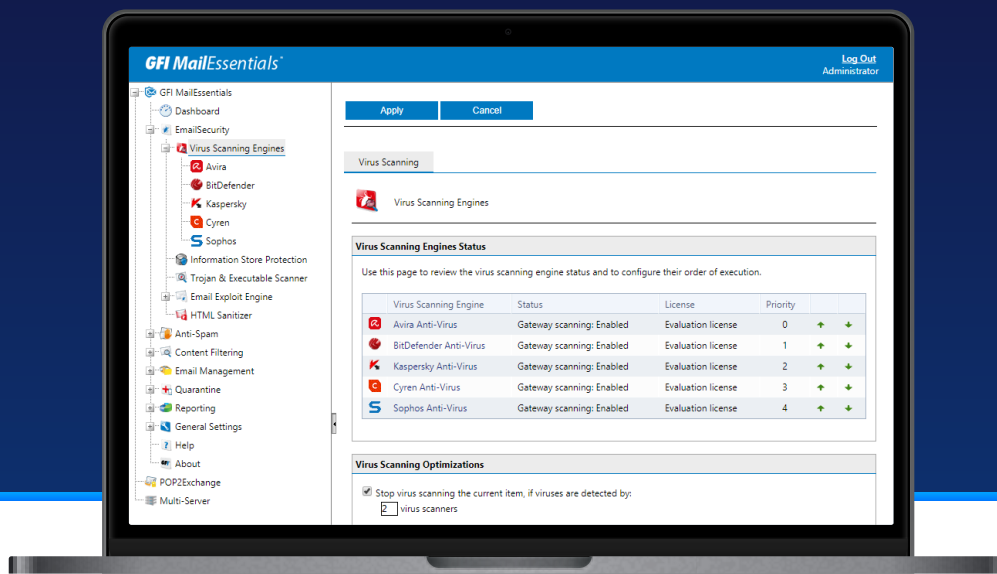 GFI MailEssentials
Log Out
Administrator
GFI MailEssentials
Dashboard
EmailSecurity
Virus Scanning Engines
Avira
BitDefender
Kaspersky
Cyren
Sophos
Information Store Protection
Trojan & Executable Scanner
Email Exploit Engine
HTML Sanitizer
Anti-Spam
Content Filtering
Email Management
Quarantine
Reporting
General Settings
Help
About
POP2Exchange
Multi-Server
Apply Cancel
Virus Scanning
Virus Scanning Engines
Virus Scanning Engines Status
Use this page to review the virus scanning engine status and to configure their order of execution.
Virus Scanning Engine Status License Priority
Avira Anti-Virus Gateway scanning: Enabled Evaluation license 0
BitDefender Anti-Virus Gateway scanning: Enabled Evaluation license 1
Kaspersky Anti-Virus Gateway scanning: Enabled Evaluation license 2
Cyren Anti-Virus Gateway scanning: Enabled Evaluation license 3
Sophos Anti-Virus Gateway scanning: Enabled Evaluation license 4
Virus Scanning Optimizations
Stop virus scanning the current item, if viruses are detected by:
2 virus scanners